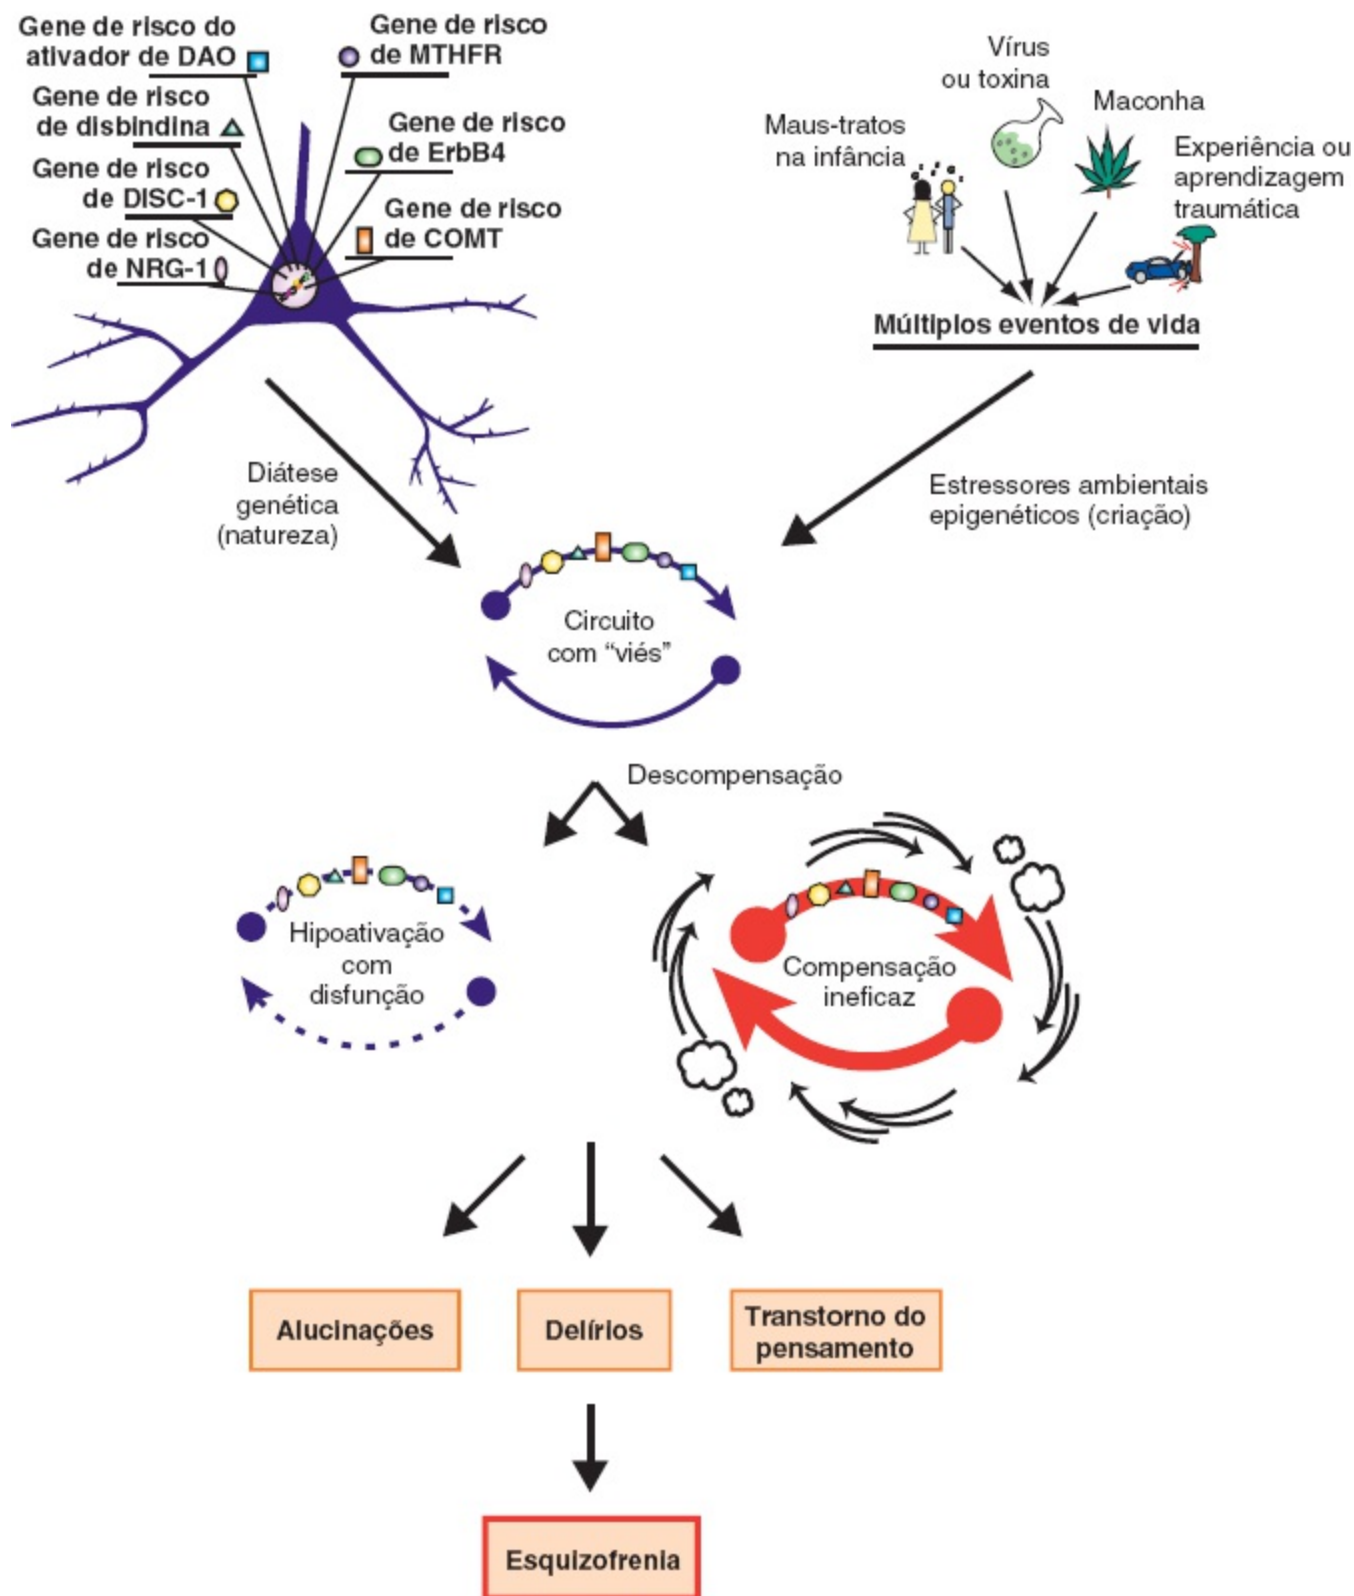 Gene de risco do
ativador de DAO
Gene de risco
de MTHFR
Gene de risco
de disbindina
Gene de risco
de ErbB4
Gene de risco
de DISC-1
Gene de risco
de COMT
Gene de risco
de NRG-1
Vírus
ou toxina
Maconha
Maus-tratos
na infância
Experiência ou
aprendizagem
traumática
Múltiplos eventos de vida
Diátese
genética
(natureza)
Estressores ambientais
epigenéticos (criação)
Circuito
com “viés”
Descompensação
Hipoativação
com
disfunção
Compensação
ineficaz
Alucinações
Delírios
Transtorno do
pensamento
Esquizofrenia